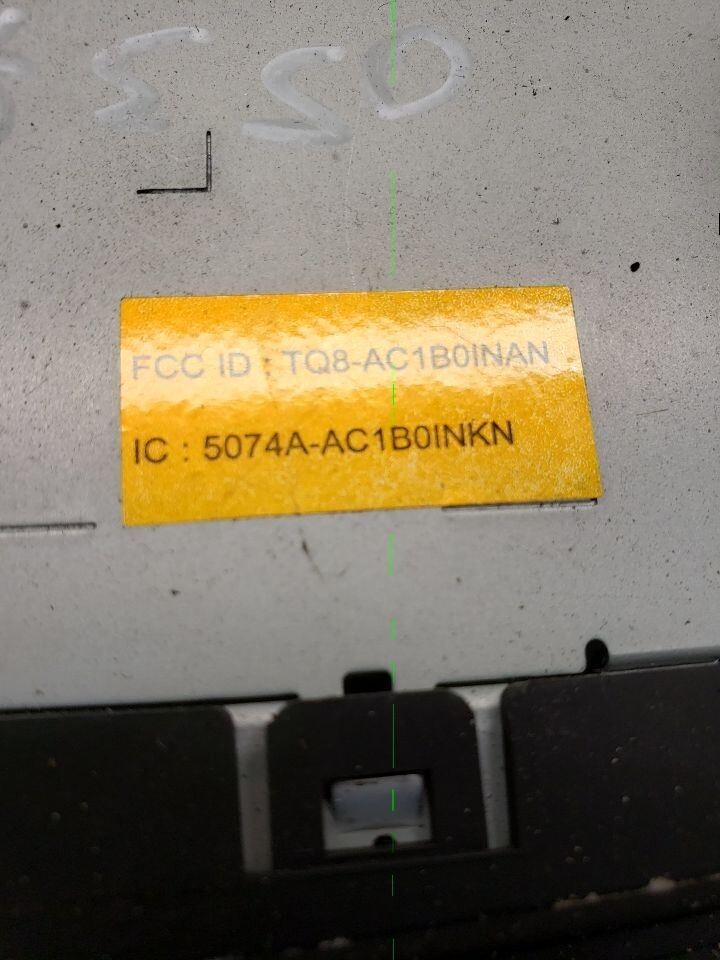 FCC ID : TQ8-AC1B0INAN
IC : 5074A-AC1B0INKN